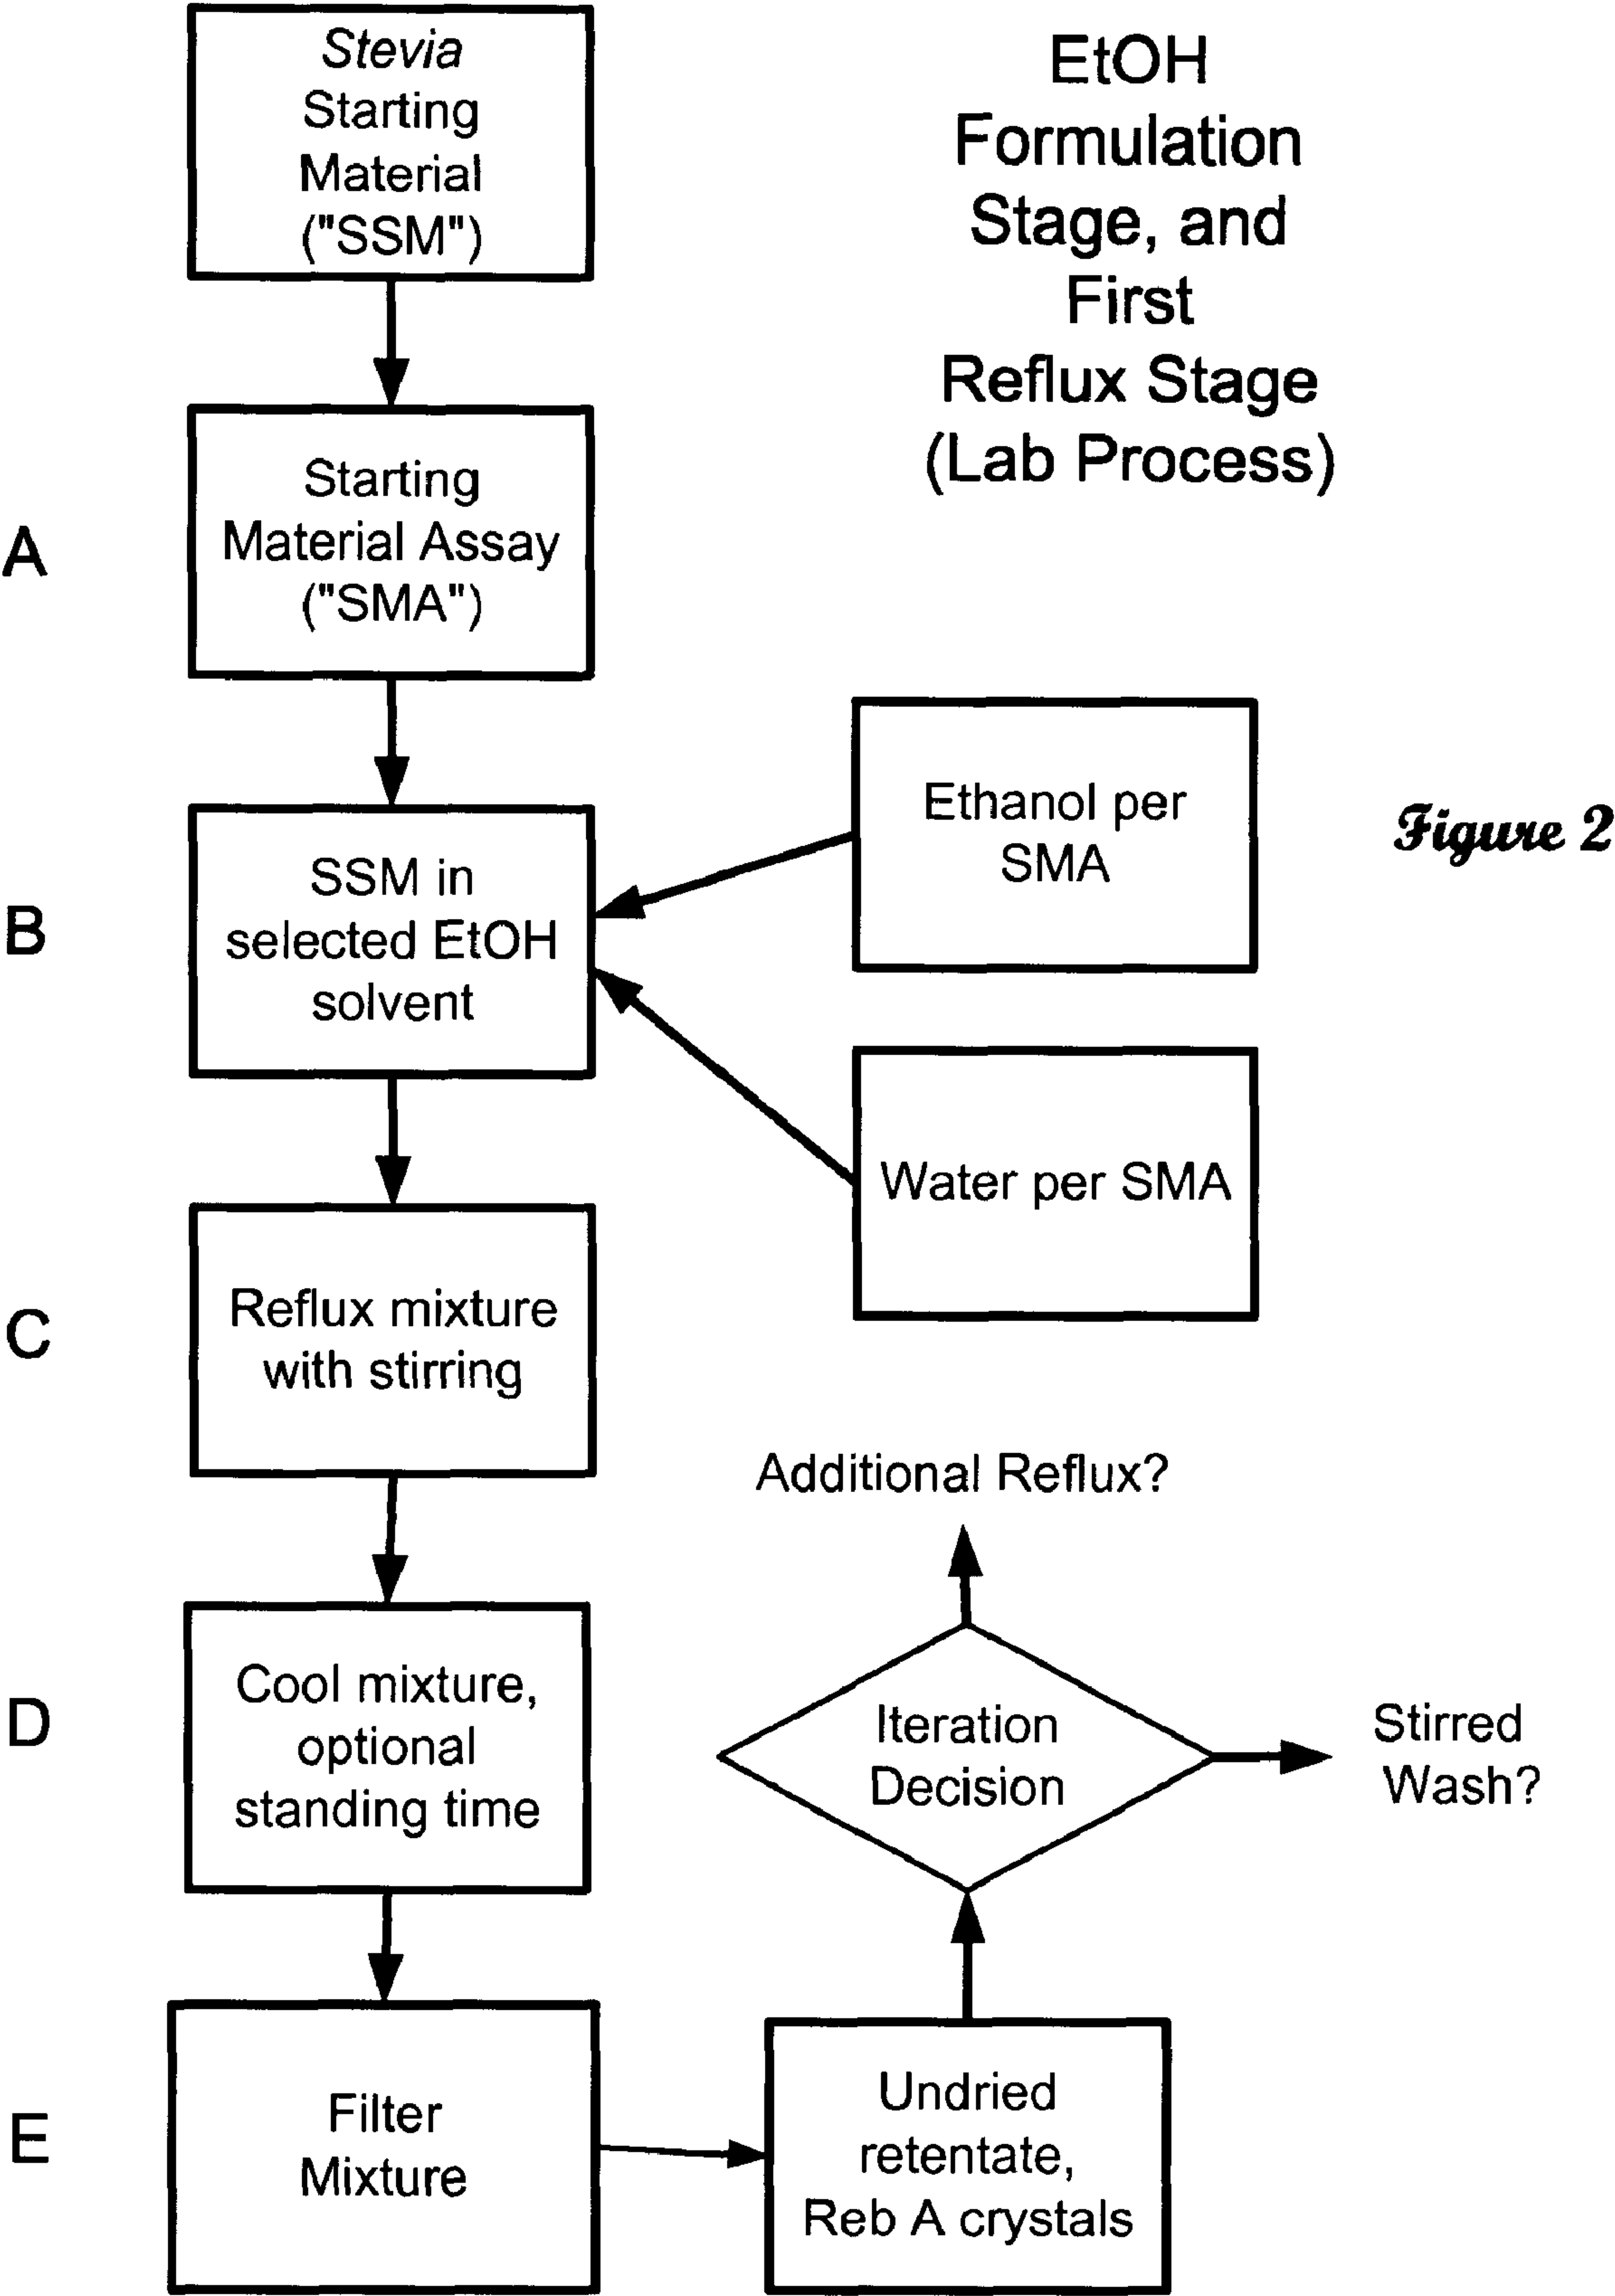 Stevia
Starting
Material
("SSM")
EtOH
Formulation
Stage, and
First
Reflux Stage
(Lab Process)
A
Starting
Material Assay
("SMA")
Ethanol per
SMA
Figure 2
B
SSM in
selected EtOH
solvent
Water per SMA
C
Reflux mixture
with stirring
Additional Reflux?
D
Cool mixture,
optional
standing time
Iteration
Decision
Stirred
Wash?
E
Filter
Mixture
Undried
retentate,
Reb A crystals